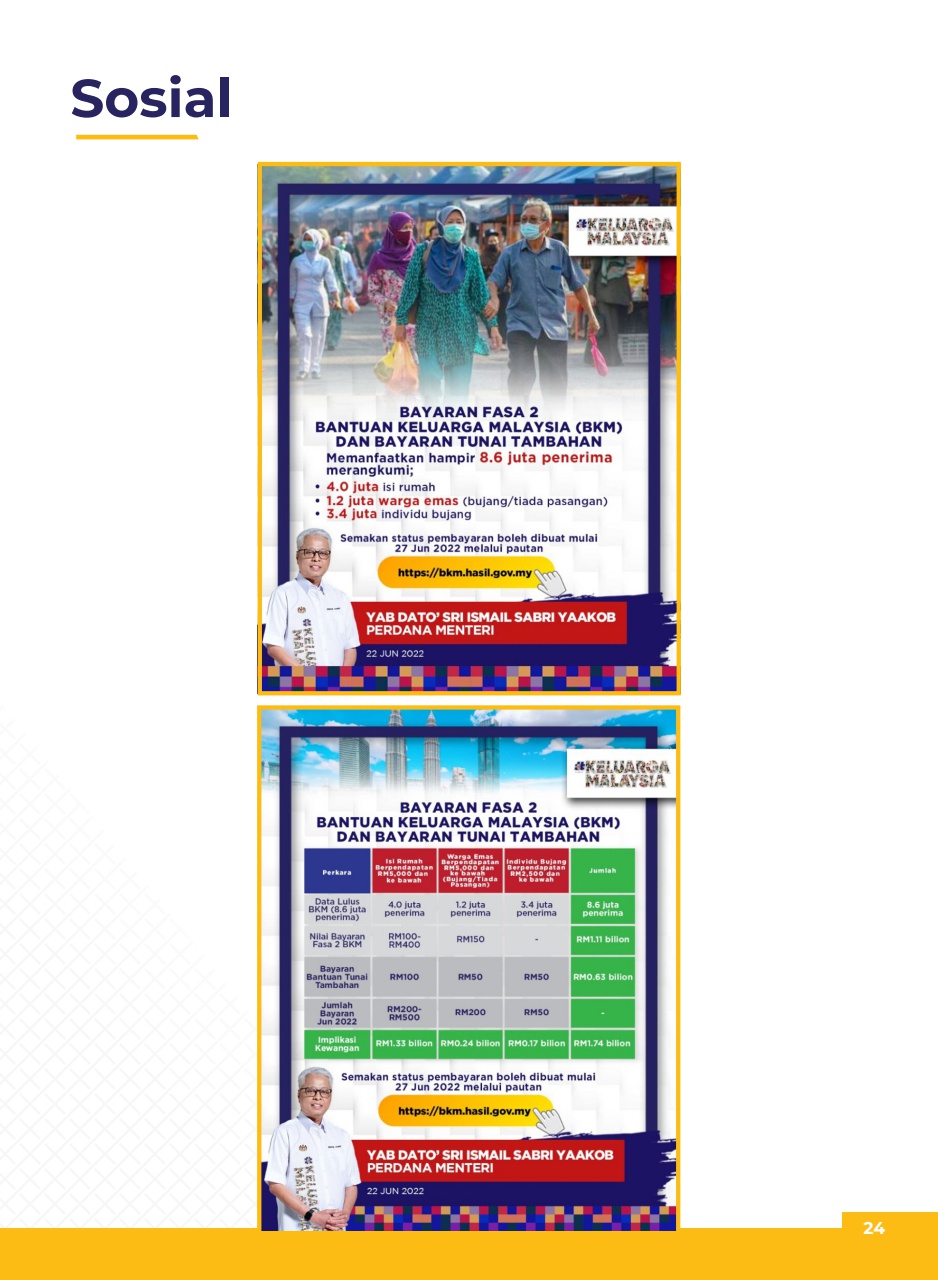 Sosial
#KELUARGA
MALAYSIA
BAYARAN FASA 2
BANTUAN KELUARGA MALAYSIA (BKM)
DAN BAYARAN TUNAI TAMBAHAN
Memanfaatkan hampir 8.6 juta penerima
merangkumi;
• 4.0 juta isi rumah
• 1.2 juta warga emas (bujang/tiada pasangan)
• 3.4 juta individu bujang
Semakan status pembayaran boleh dibuat mulai
27 Jun 2022 melalui pautan
https://bkm.hasil.gov.my
YAB DATO' SRI ISMAIL SABRI YAAKOB
PERDANA MENTERI
22 JUN 2022
#KELUARGA
MALAYSIA
BAYARAN FASA 2
BANTUAN KELUARGA MALAYSIA (BKM)
DAN BAYARAN TUNAI TAMBAHAN
Perkara
Isi Rumah
Berpendapatan
RM5,000 dan
ke bawah
Warga Emas
Berpendapatan
RM5,000 dan
ke bawah
(Bujang/Tiada
Pasangan)
Individu Bujang
Berpendapatan
RM2,500 dan
ke bawah
Jumlah
Data Lulus
BKM (8.6 juta
penerima)
4.0 juta
penerima
1.2 juta
penerima
3.4 juta
penerima
8.6 juta
penerima
Nilai Bayaran
Fasa 2 BKM
RM100-
RM400
RM150
-
RM1.11 bilion
Bayaran
Bantuan Tunai
Tambahan
RM100
RM50
RM50
RM0.63 bilion
Jumlah
Bayaran
Jun 2022
RM200-
RM500
RM200
RM50
-
Implikasi
Kewangan
RM1.33 bilion
RM0.24 bilion
RM0.17 bilion
RM1.74 bilion
Semakan status pembayaran boleh dibuat mulai
27 Jun 2022 melalui pautan
https://bkm.hasil.gov.my
YAB DATO' SRI ISMAIL SABRI YAAKOB
PERDANA MENTERI
22 JUN 2022
24